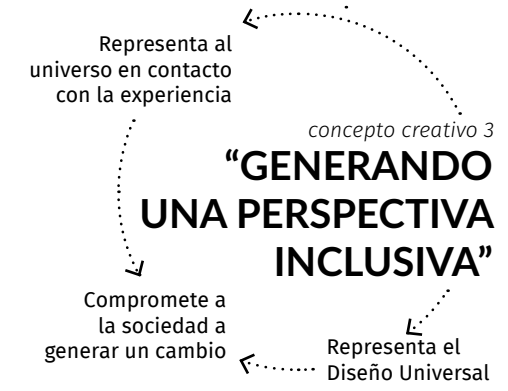 Representa al
universo en contacto
con la experiencia
concepto creativo 3
“GENERANDO
UNA PERSPECTIVA
INCLUSIVA”
Compromete a
la sociedad a
generar un cambio
Representa el
Diseño Universal